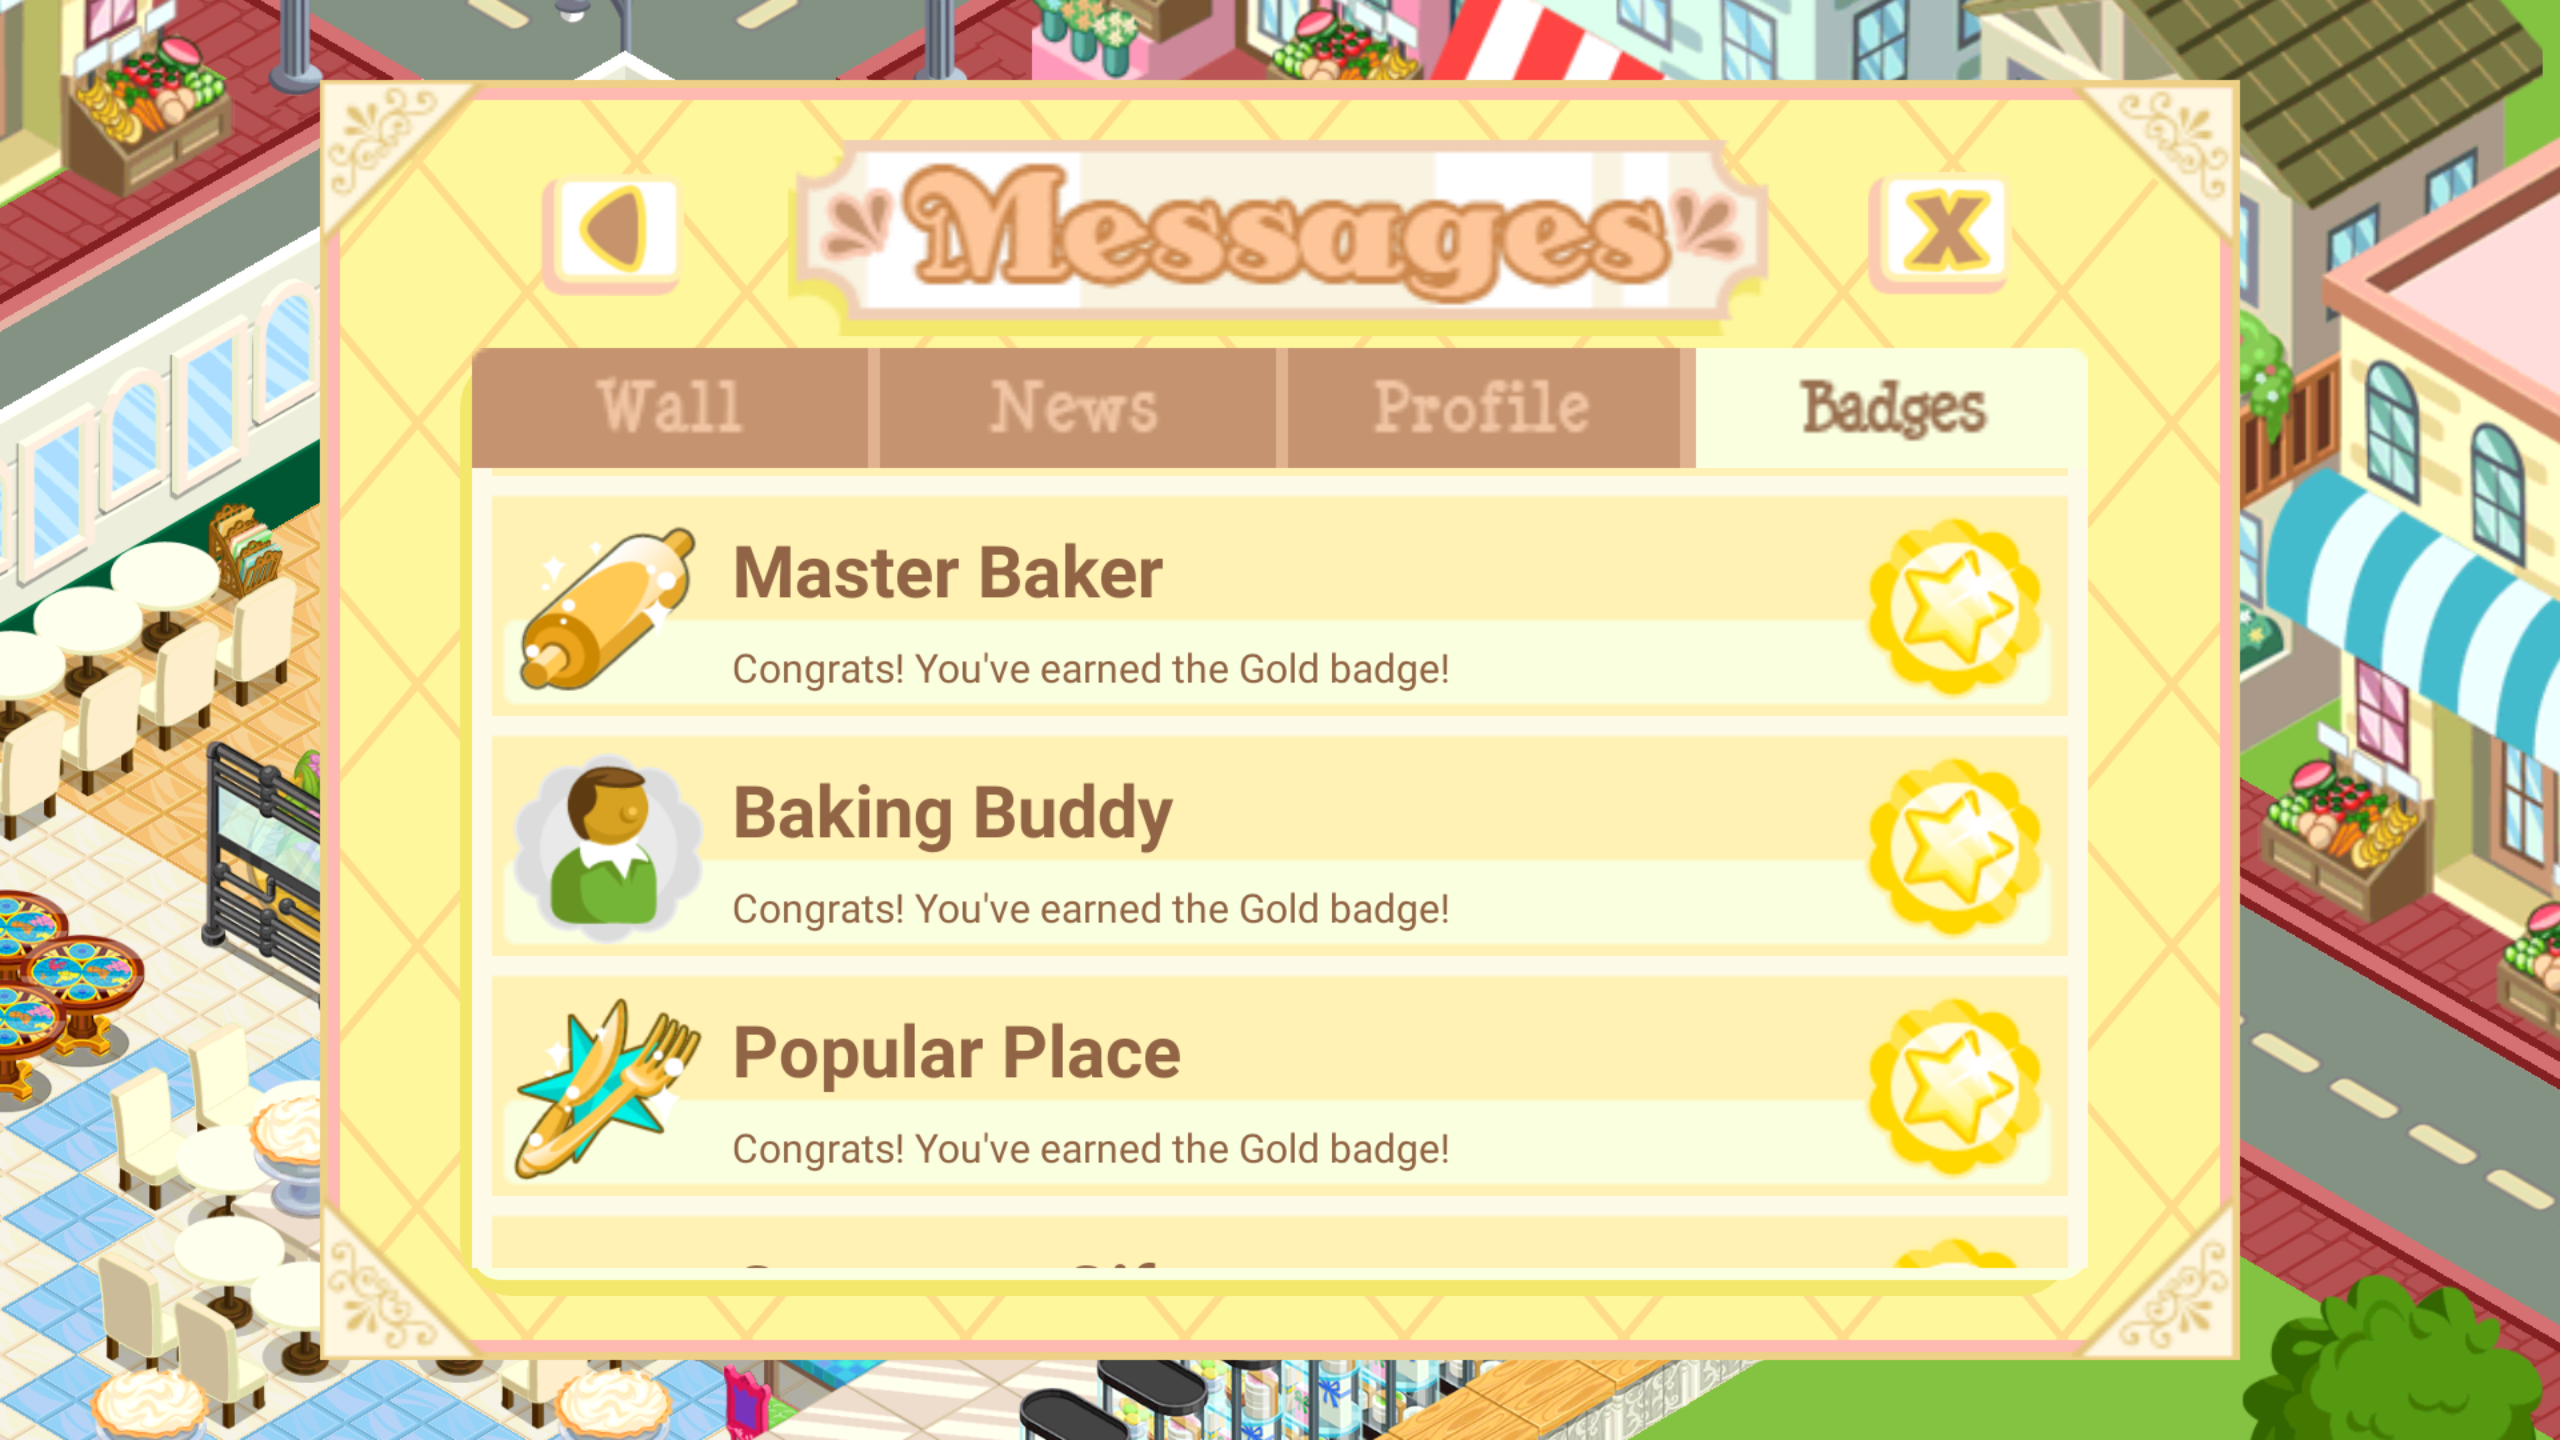 Messages
Wall
News
Profile
Badges
Master Baker
Congrats! You've earned the Gold badge!
Baking Buddy
Congrats! You've earned the Gold badge!
Popular Place
Congrats! You've earned the Gold badge!